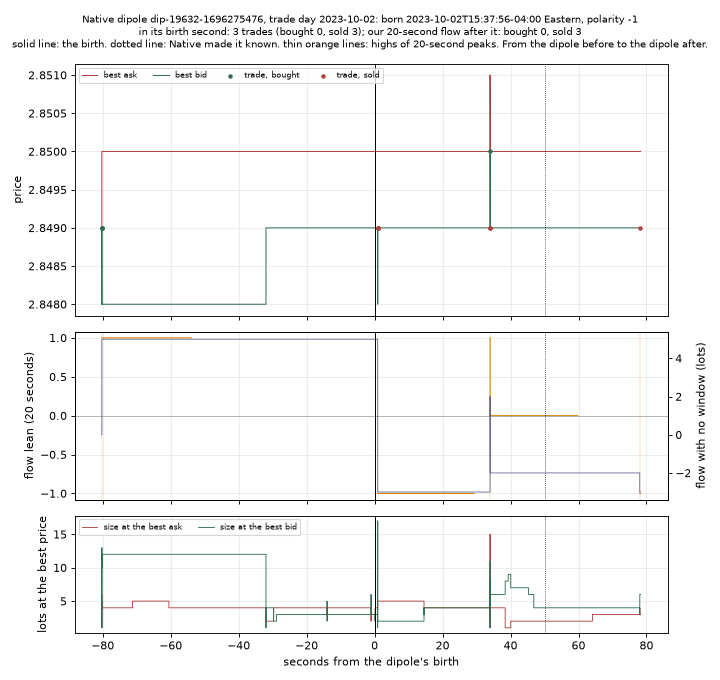 Native dipole dip-19632-1696275476, trade day 2023-10-02: born 2023-10-02T15:37:56-04:00 Eastern, polarity -1
in its birth second: 3 trades (bought 0, sold 3); our 20-second flow after it: bought 0, sold 3
solid line: the birth. dotted line: Native made it known. thin orange lines: highs of 20-second peaks. From the dipole before to the dipole after.
best ask best bid trade, bought trade, sold
2.8510
2.8505
2.8500
2.8495
2.8490
2.8485
2.8480
price
1.0
0.5
0.0
−0.5
−1.0
flow lean (20 seconds)
4
2
0
−2
flow with no window (lots)
size at the best ask size at the best bid
15
10
5
lots at the best price
−80 −60 −40 −20 0 20 40 60 80
seconds from the dipole's birth